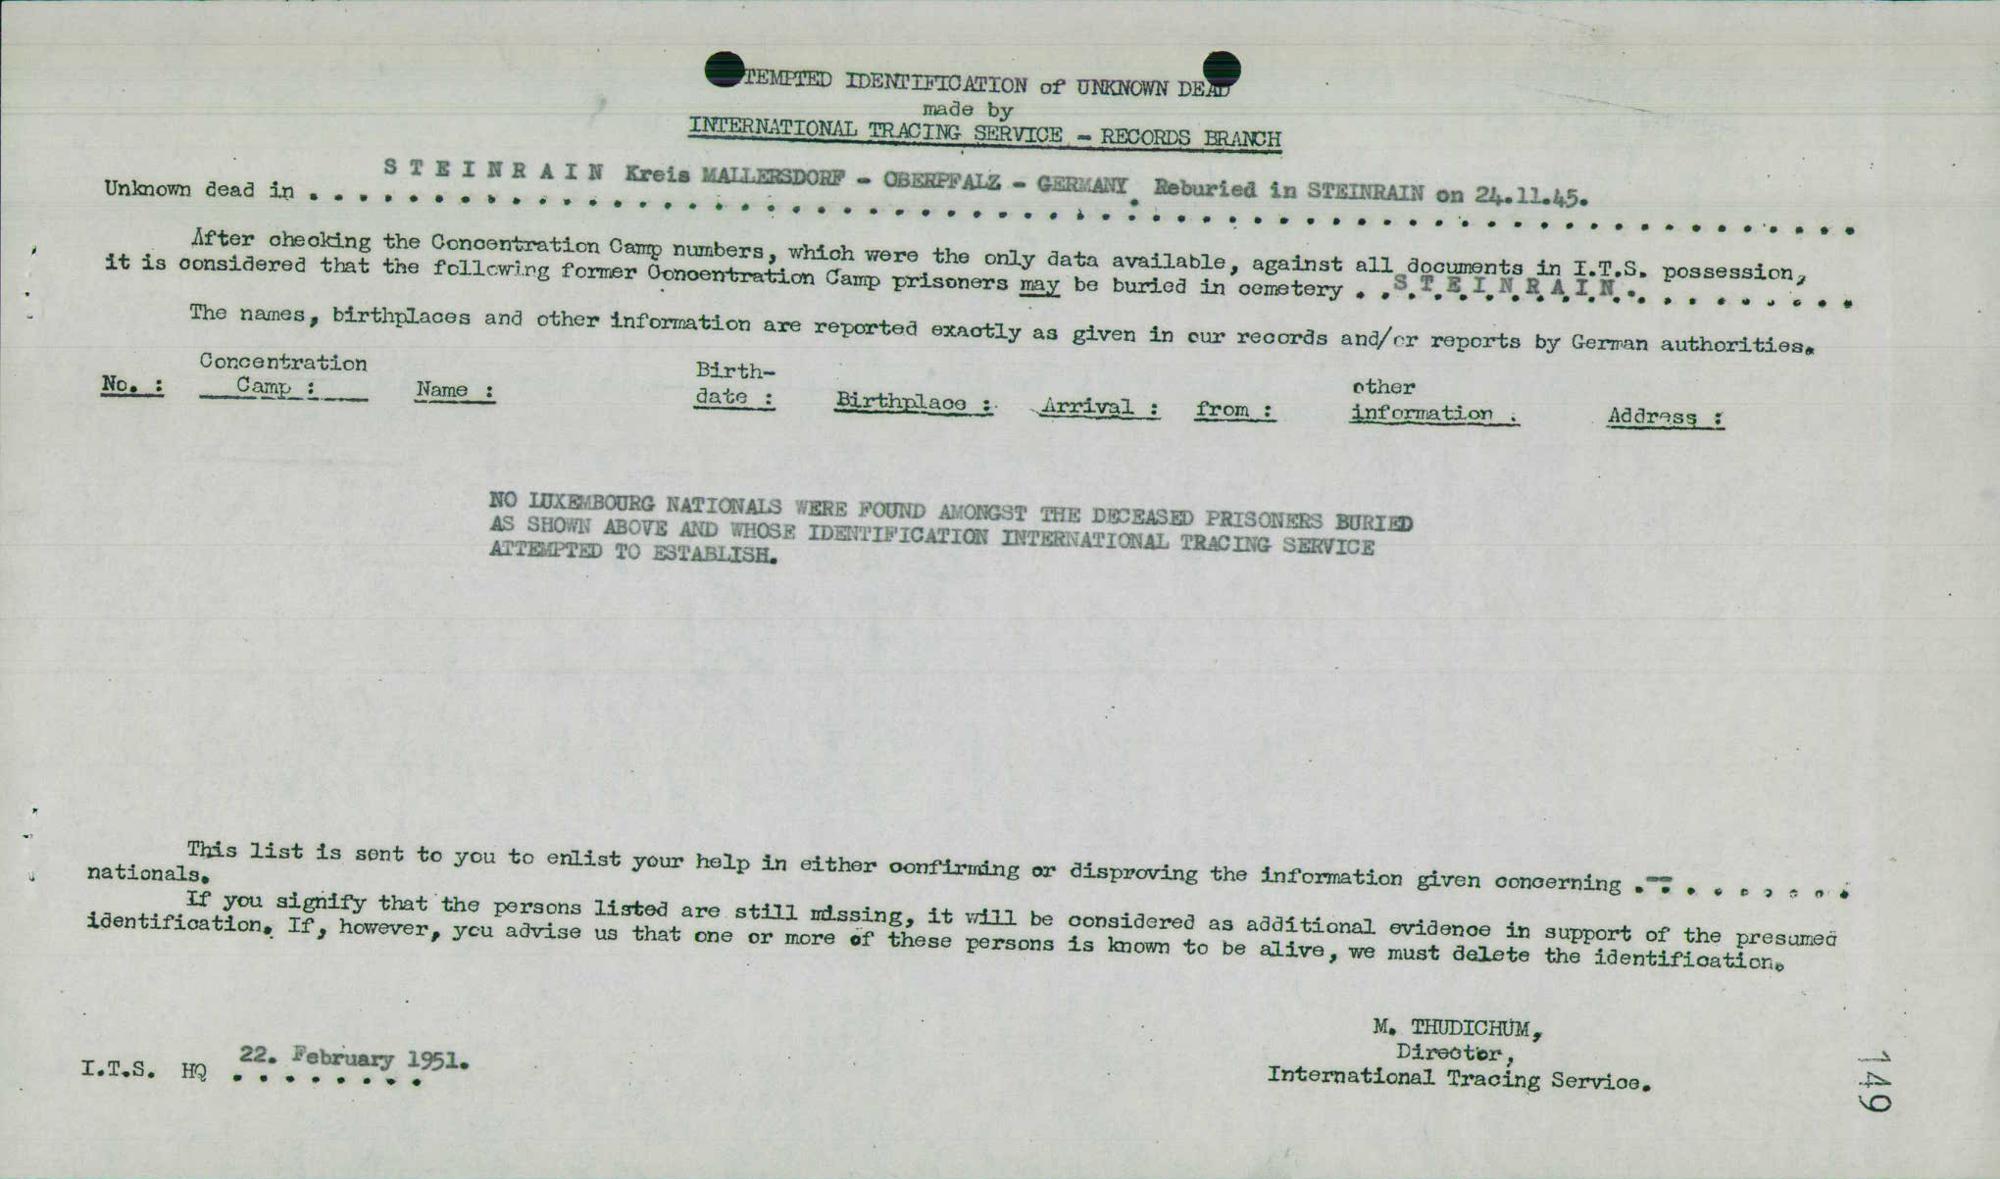 TEMPTED IDENTIFICATION of UNKNOWN DEAD
made by
INTERNATIONAL TRACING SERVICE - RECORDS BRANCH
Unknown dead in . . . STEINRAIN Kreis MALLERSDORF - OBERPFALZ - GERMANY. Reburied in STEINRAIN on 24.11.45.
After checking the Concentration Camp numbers, which were the only data available, against all documents in I.T.S. possession,
it is considered that the following former Concentration Camp prisoners may be buried in cemetery . . STEINRAIN. . . .
The names, birthplaces and other information are reported exactly as given in our records and/or reports by German authorities.
No. : Concentration Camp : Name : Birth-date : Birthplace : Arrival : from : other information : Address :
NO LUXEMBOURG NATIONALS WERE FOUND AMONGST THE DECEASED PRISONERS BURIED
AS SHOWN ABOVE AND WHOSE IDENTIFICATION INTERNATIONAL TRACING SERVICE
ATTEMPTED TO ESTABLISH.
This list is sent to you to enlist your help in either confirming or disproving the information given concerning . -- . . . . . . .
nationals.
If you signify that the persons listed are still missing, it will be considered as additional evidence in support of the presumed
identification. If, however, you advise us that one or more of these persons is known to be alive, we must delete the identification.
M. THUDICHUM,
Director,
International Tracing Service.
I.T.S. HQ 22. February 1951.
149